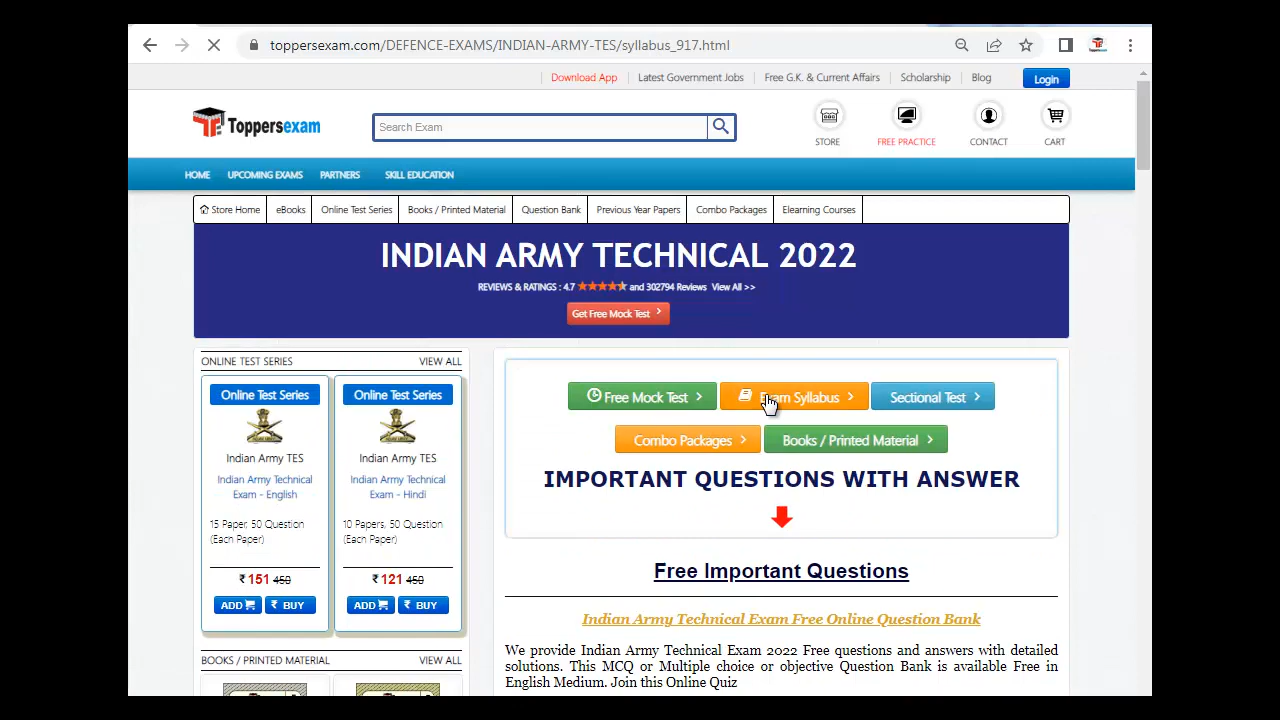 toppersexam.com/DEFENCE-EXAMS/INDIAN-ARMY-TES/syllabus_917.html
Download App Latest Government Jobs Free G.K. & Current Affairs Scholarship Blog Login
Toppersexam
Search Exam
STORE FREE PRACTICE CONTACT CART
HOME UPCOMING EXAMS PARTNERS SKILL EDUCATION
Store Home eBooks Online Test Series Books / Printed Material Question Bank Previous Year Papers Combo Packages Elearning Courses
INDIAN ARMY TECHNICAL 2022
REVIEWS & RATINGS : 4.7 and 302794 Reviews View All >>
Get Free Mock Test
ONLINE TEST SERIES VIEW ALL
Online Test Series
Indian Army TES
Indian Army Technical
Exam - English
15 Paper, 50 Question
(Each Paper)
₹ 151 450
ADD ₹ BUY
Online Test Series
Indian Army TES
Indian Army Technical
Exam - Hindi
10 Papers, 50 Question
(Each Paper)
₹ 121 450
ADD ₹ BUY
BOOKS / PRINTED MATERIAL VIEW ALL
Free Mock Test Exam Syllabus Sectional Test
Combo Packages Books / Printed Material
IMPORTANT QUESTIONS WITH ANSWER
Free Important Questions
Indian Army Technical Exam Free Online Question Bank
We provide Indian Army Technical Exam 2022 Free questions and answers with detailed
solutions. This MCQ or Multiple choice or objective Question Bank is available Free in
English Medium. Join this Online Quiz